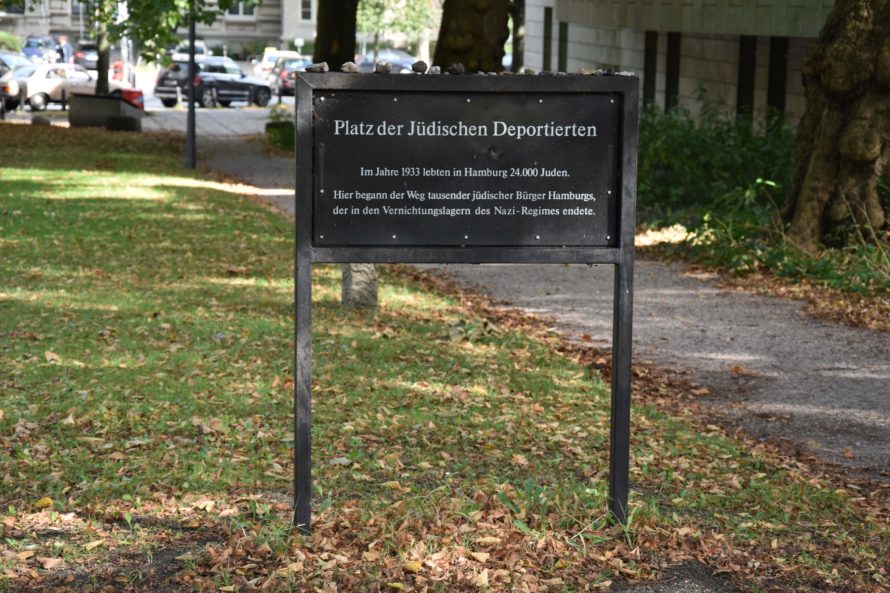 Platz der Jüdischen Deportierten
Im Jahre 1933 lebten in Hamburg 24.000 Juden.
Hier begann der Weg tausender jüdischer Bürger Hamburgs,
der in den Vernichtungslagern des Nazi-Regimes endete.